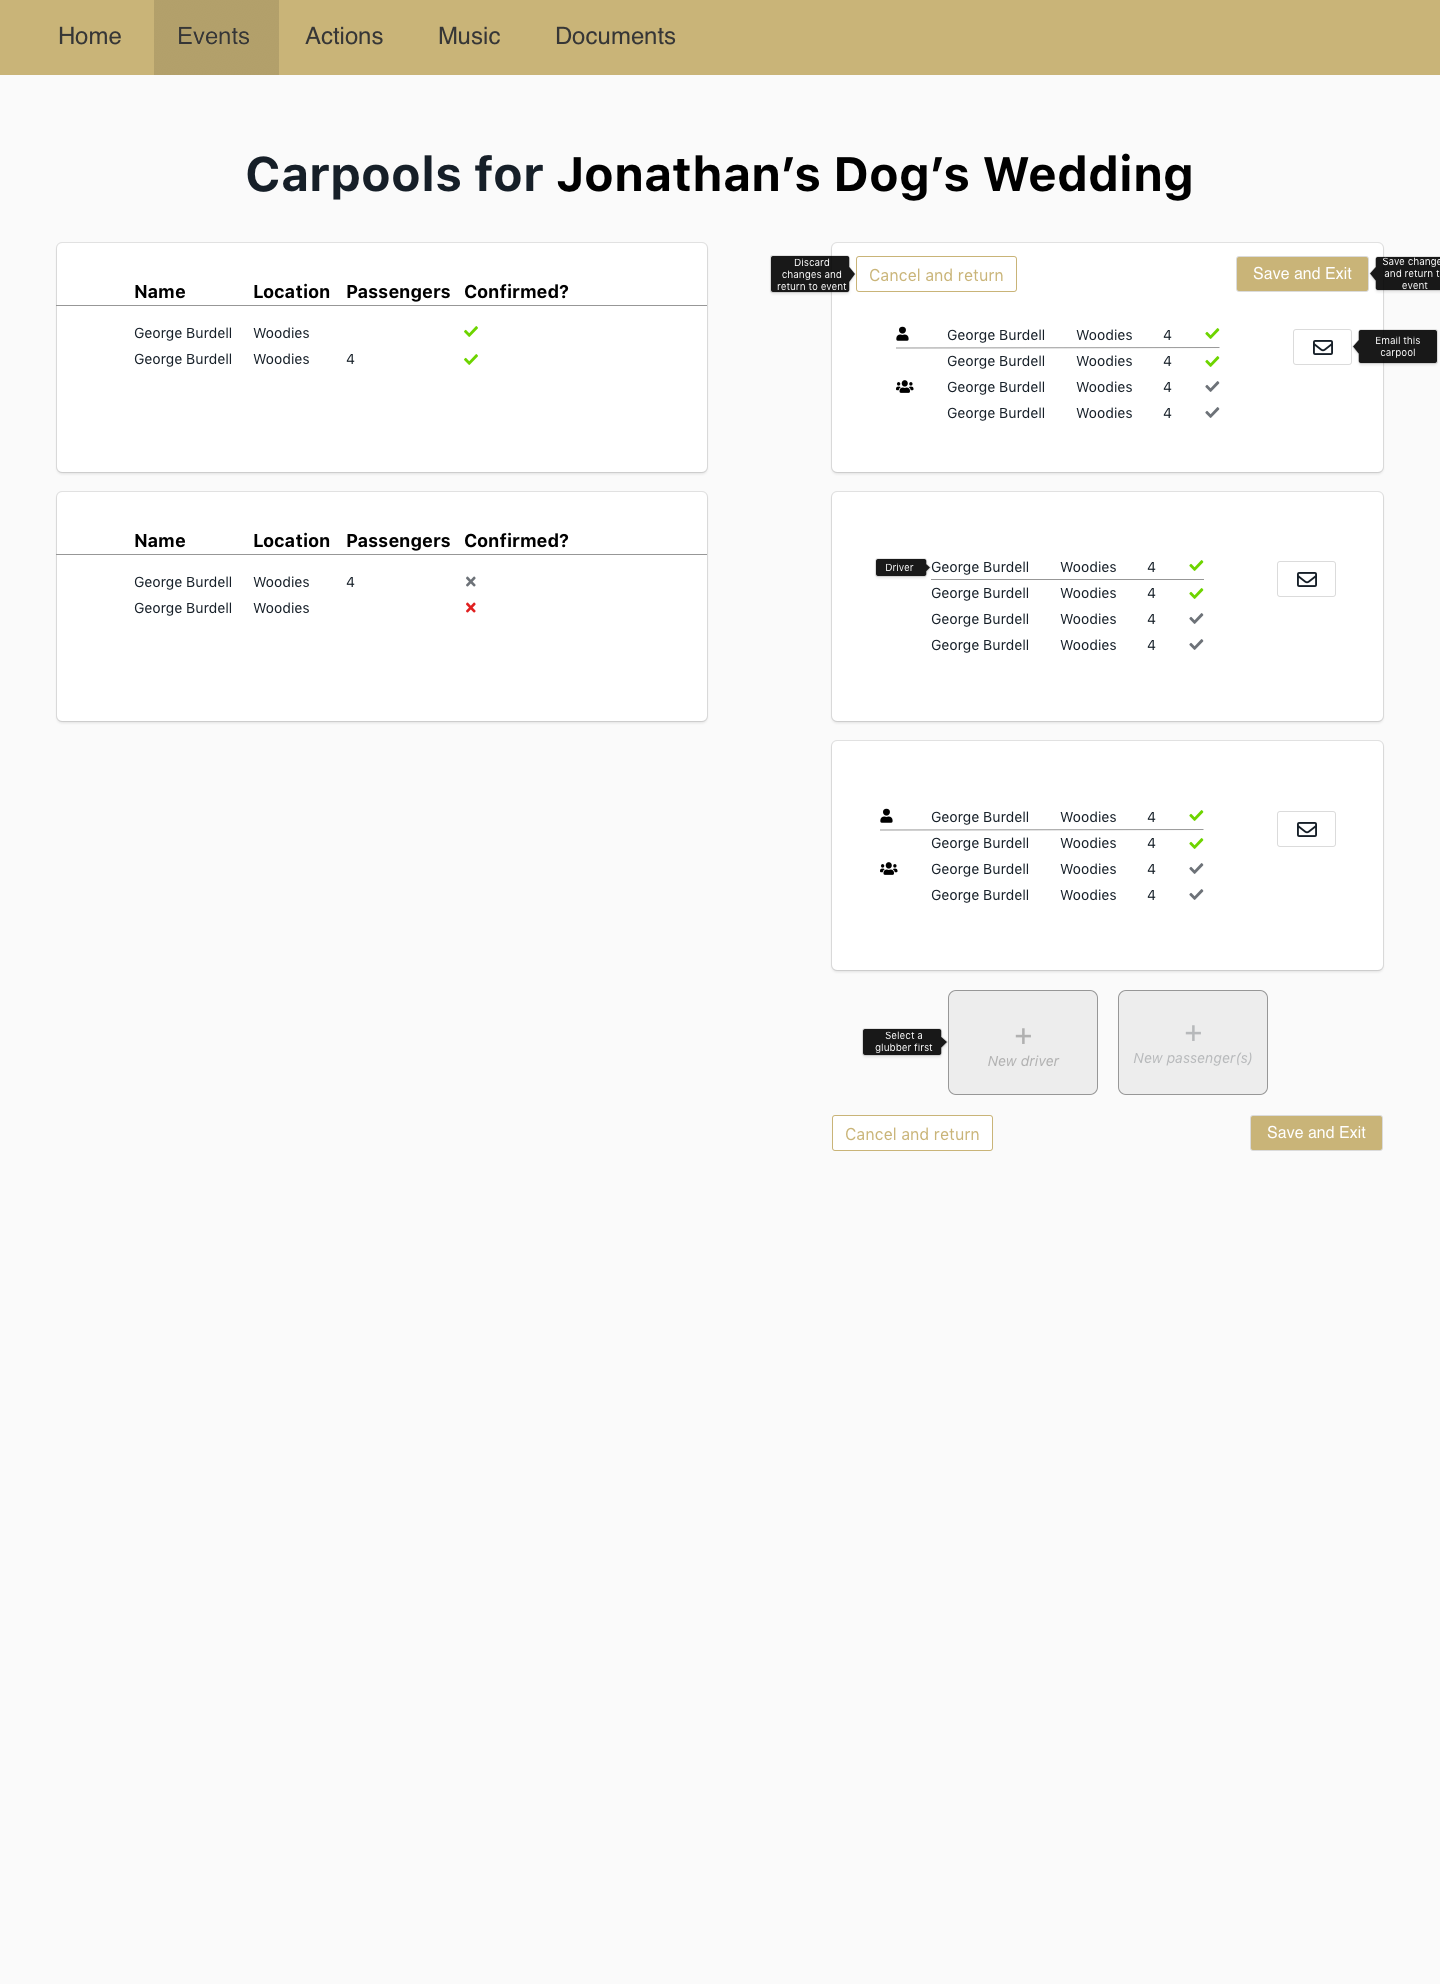 Home Events Actions Music Documents
Carpools for Jonathan’s Dog’s Wedding
Name Location Passengers Confirmed?
George Burdell Woodies
George Burdell Woodies 4
Name Location Passengers Confirmed?
George Burdell Woodies 4
George Burdell Woodies
Discard
changes and
return to event
Cancel and return
Save and Exit
Save change
and return t
event
George Burdell Woodies 4
George Burdell Woodies 4
George Burdell Woodies 4
George Burdell Woodies 4
Email this
carpool
Driver
George Burdell Woodies 4
George Burdell Woodies 4
George Burdell Woodies 4
George Burdell Woodies 4
George Burdell Woodies 4
George Burdell Woodies 4
George Burdell Woodies 4
George Burdell Woodies 4
Select a
glubber first
New driver
New passenger(s)
Cancel and return
Save and Exit